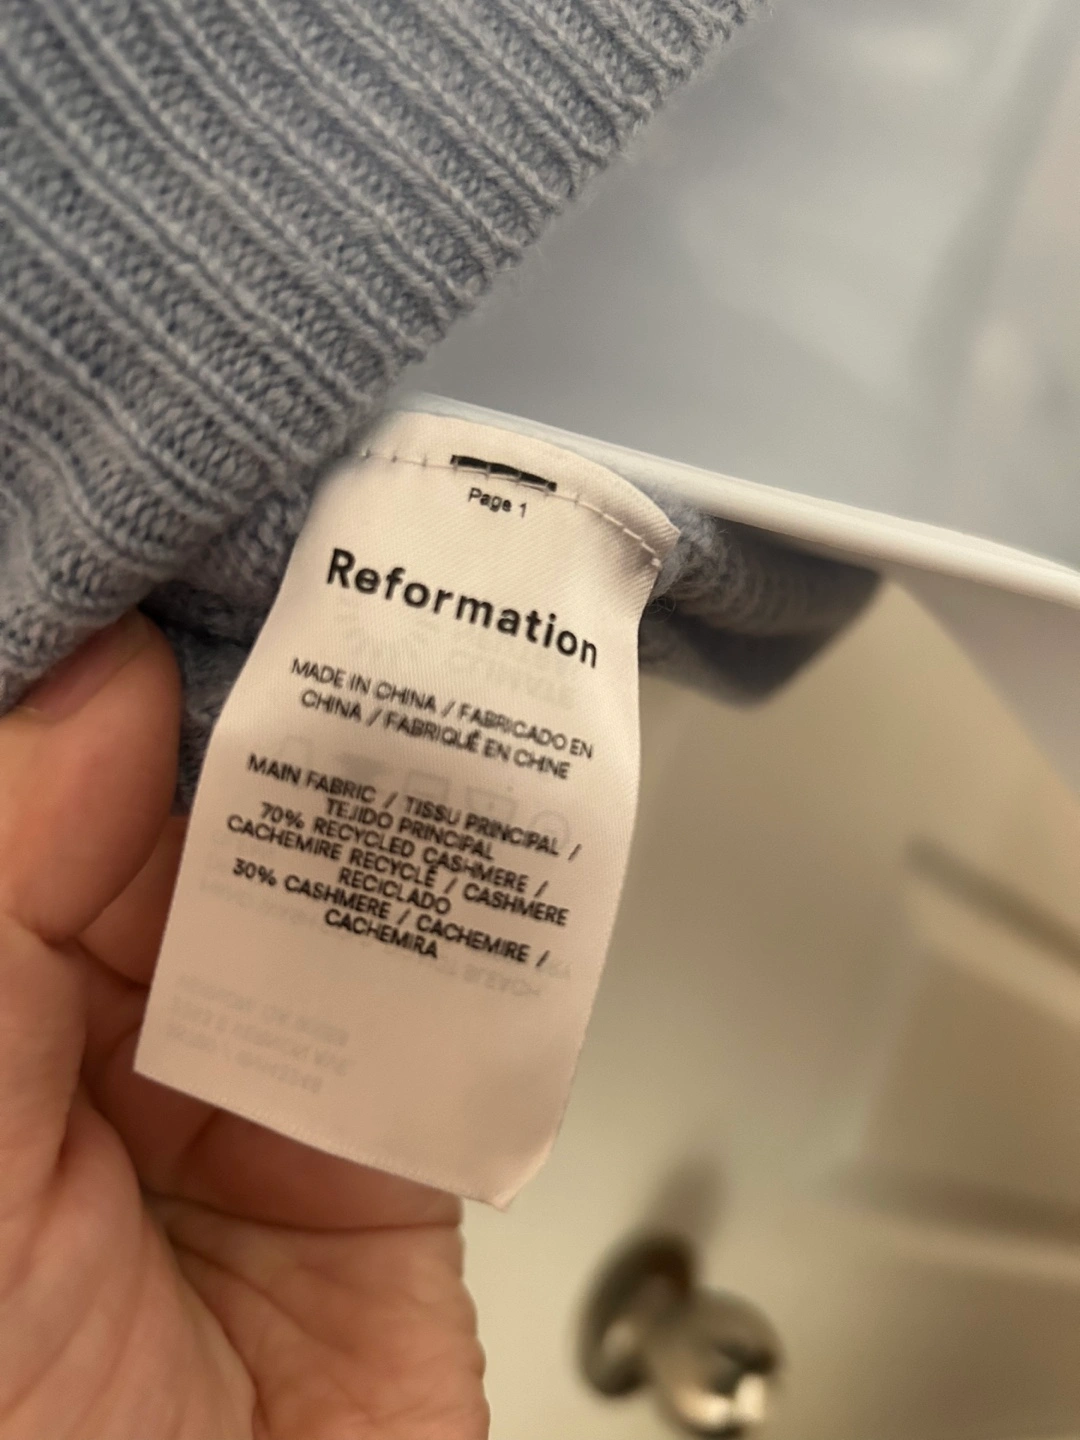 Page 1
Reformation
MADE IN CHINA / FABRICADO EN
CHINA / FABRIQUÉ EN CHINE
MAIN FABRIC / TISSU PRINCIPAL /
TEJIDO PRINCIPAL
70% RECYCLED CASHMERE /
CACHEMIRE RECYCLÉ / CASHMERE
RECICLADO
30% CASHMERE / CACHEMIRE /
CACHEMIRA